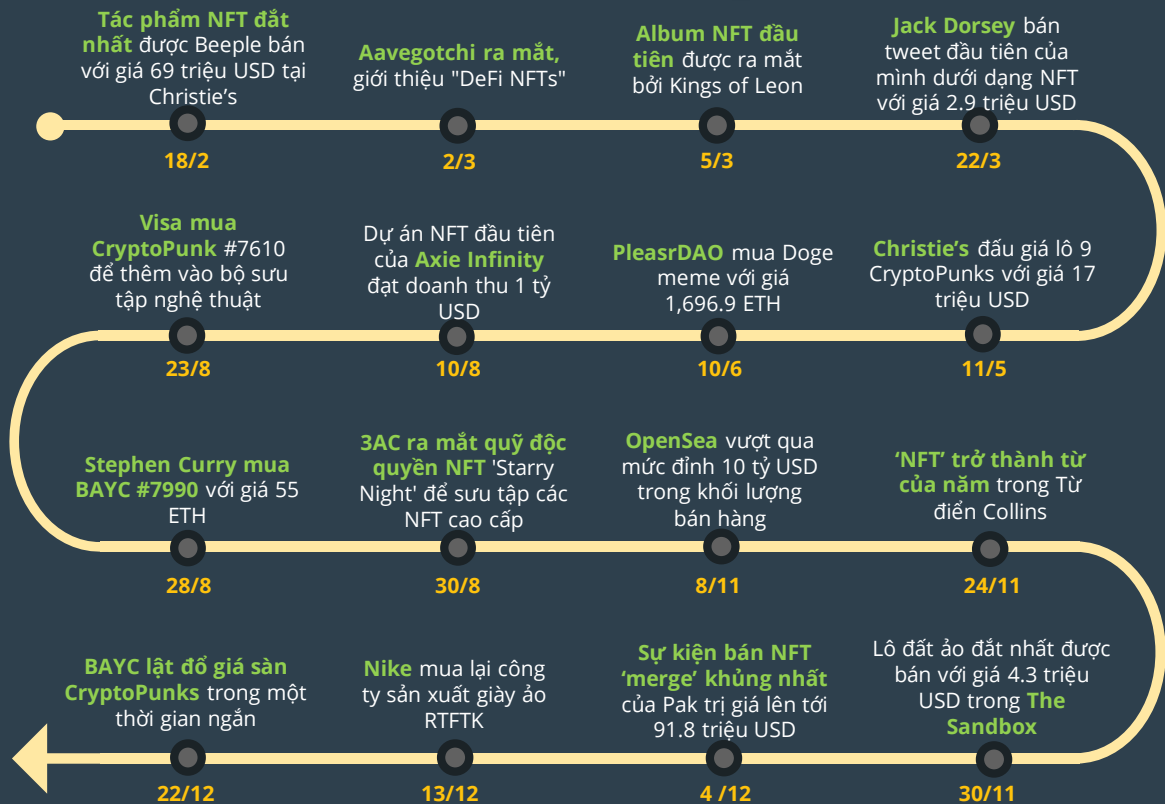 Tác phẩm NFT đắt
nhất được Beeple bán
với giá 69 triệu USD tại
Christie’s
18/2
Aavegotchi ra mắt,
giới thiệu "DeFi NFTs"
2/3
Album NFT đầu
tiên được ra mắt
bởi Kings of Leon
5/3
Jack Dorsey bán
tweet đầu tiên của
mình dưới dạng NFT
với giá 2.9 triệu USD
22/3
Christie’s đấu giá lô 9
CryptoPunks với giá 17
triệu USD
11/5
PleasrDAO mua Doge
meme với giá
1,696.9 ETH
10/6
Dự án NFT đầu tiên
của Axie Infinity
đạt doanh thu 1 tỷ
USD
10/8
Visa mua
CryptoPunk #7610
để thêm vào bộ sưu
tập nghệ thuật
23/8
Stephen Curry mua
BAYC #7990 với giá 55
ETH
28/8
3AC ra mắt quỹ độc
quyền NFT 'Starry
Night' để sưu tập các
NFT cao cấp
30/8
OpenSea vượt qua
mức đỉnh 10 tỷ USD
trong khối lượng
bán hàng
8/11
‘NFT’ trở thành từ
của năm trong Từ
điển Collins
24/11
Lô đất ảo đắt nhất được
bán với giá 4.3 triệu
USD trong The
Sandbox
30/11
Sự kiện bán NFT
‘merge’ khủng nhất
của Pak trị giá lên tới
91.8 triệu USD
4 /12
Nike mua lại công
ty sản xuất giày ảo
RTFTK
13/12
BAYC lật đổ giá sàn
CryptoPunks trong một
thời gian ngắn
22/12